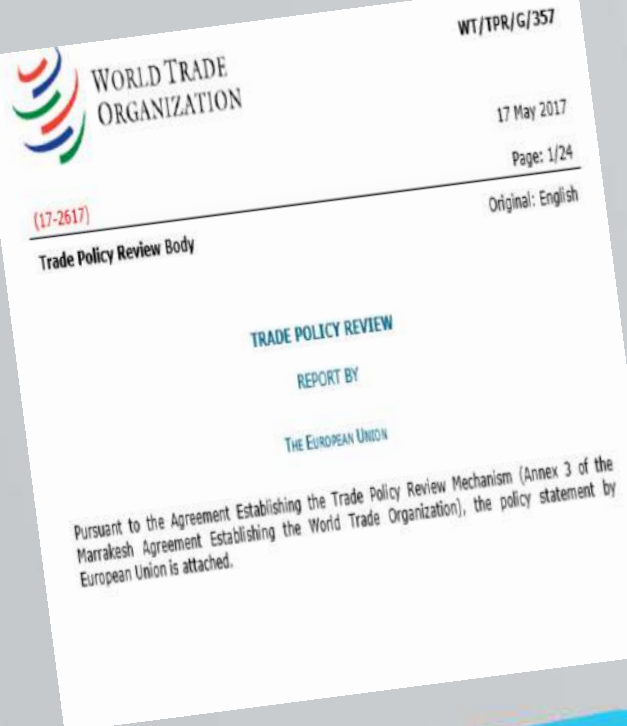 WT/TPR/G/357
WORLD TRADE
ORGANIZATION
17 May 2017
(17-2617)
Page: 1/24
Trade Policy Review Body
Original: English
TRADE POLICY REVIEW
REPORT BY
THE EUROPEAN UNION
Pursuant to the Agreement Establishing the Trade Policy Review Mechanism (Annex 3 of the
Marrakesh Agreement Establishing the World Trade Organization), the policy statement by
European Union is attached.